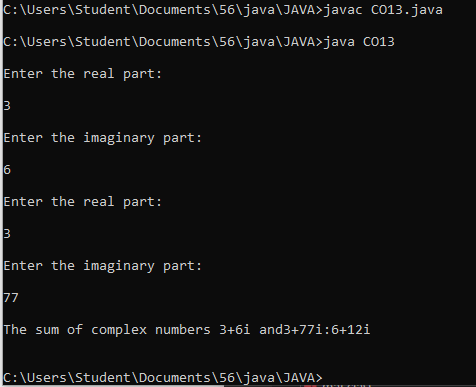 C:\Users\Student\Documents\56\java\JAVA>javac CO13.java
C:\Users\Student\Documents\56\java\JAVA>java CO13
Enter the real part:
3
Enter the imaginary part:
6
Enter the real part:
3
Enter the imaginary part:
77
The sum of complex numbers 3+6i and3+77i:6+12i
C:\Users\Student\Documents\56\java\JAVA>